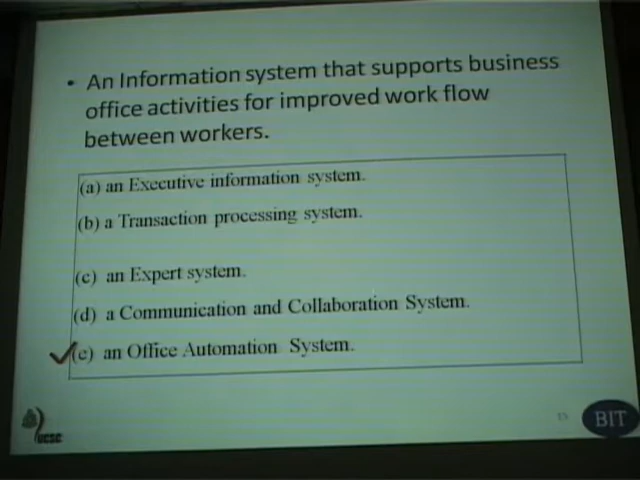 • An Information system that supports business
office activities for improved work flow
between workers.
(a) an Executive information system.
(b) a Transaction processing system.
(c) an Expert system.
(d) a Communication and Collaboration System.
(e) an Office Automation System.
ucsc
BIT